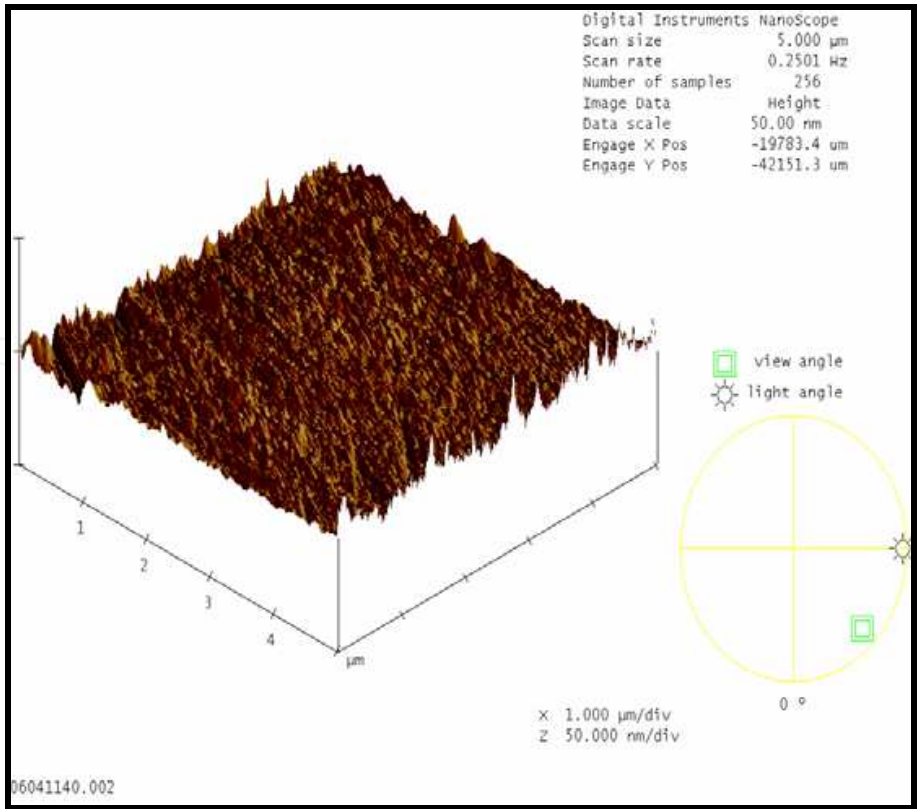 Digital Instruments NanoScope
Scan size 5.000 µm
Scan rate 0.2501 Hz
Number of samples 256
Image Data Height
Data scale 50.00 nm
Engage X Pos -19783.4 um
Engage Y Pos -42151.3 um
view angle
light angle
1
2
3
4
µm
0 º
X 1.000 µm/div
Z 50.000 nm/div
06041140.002